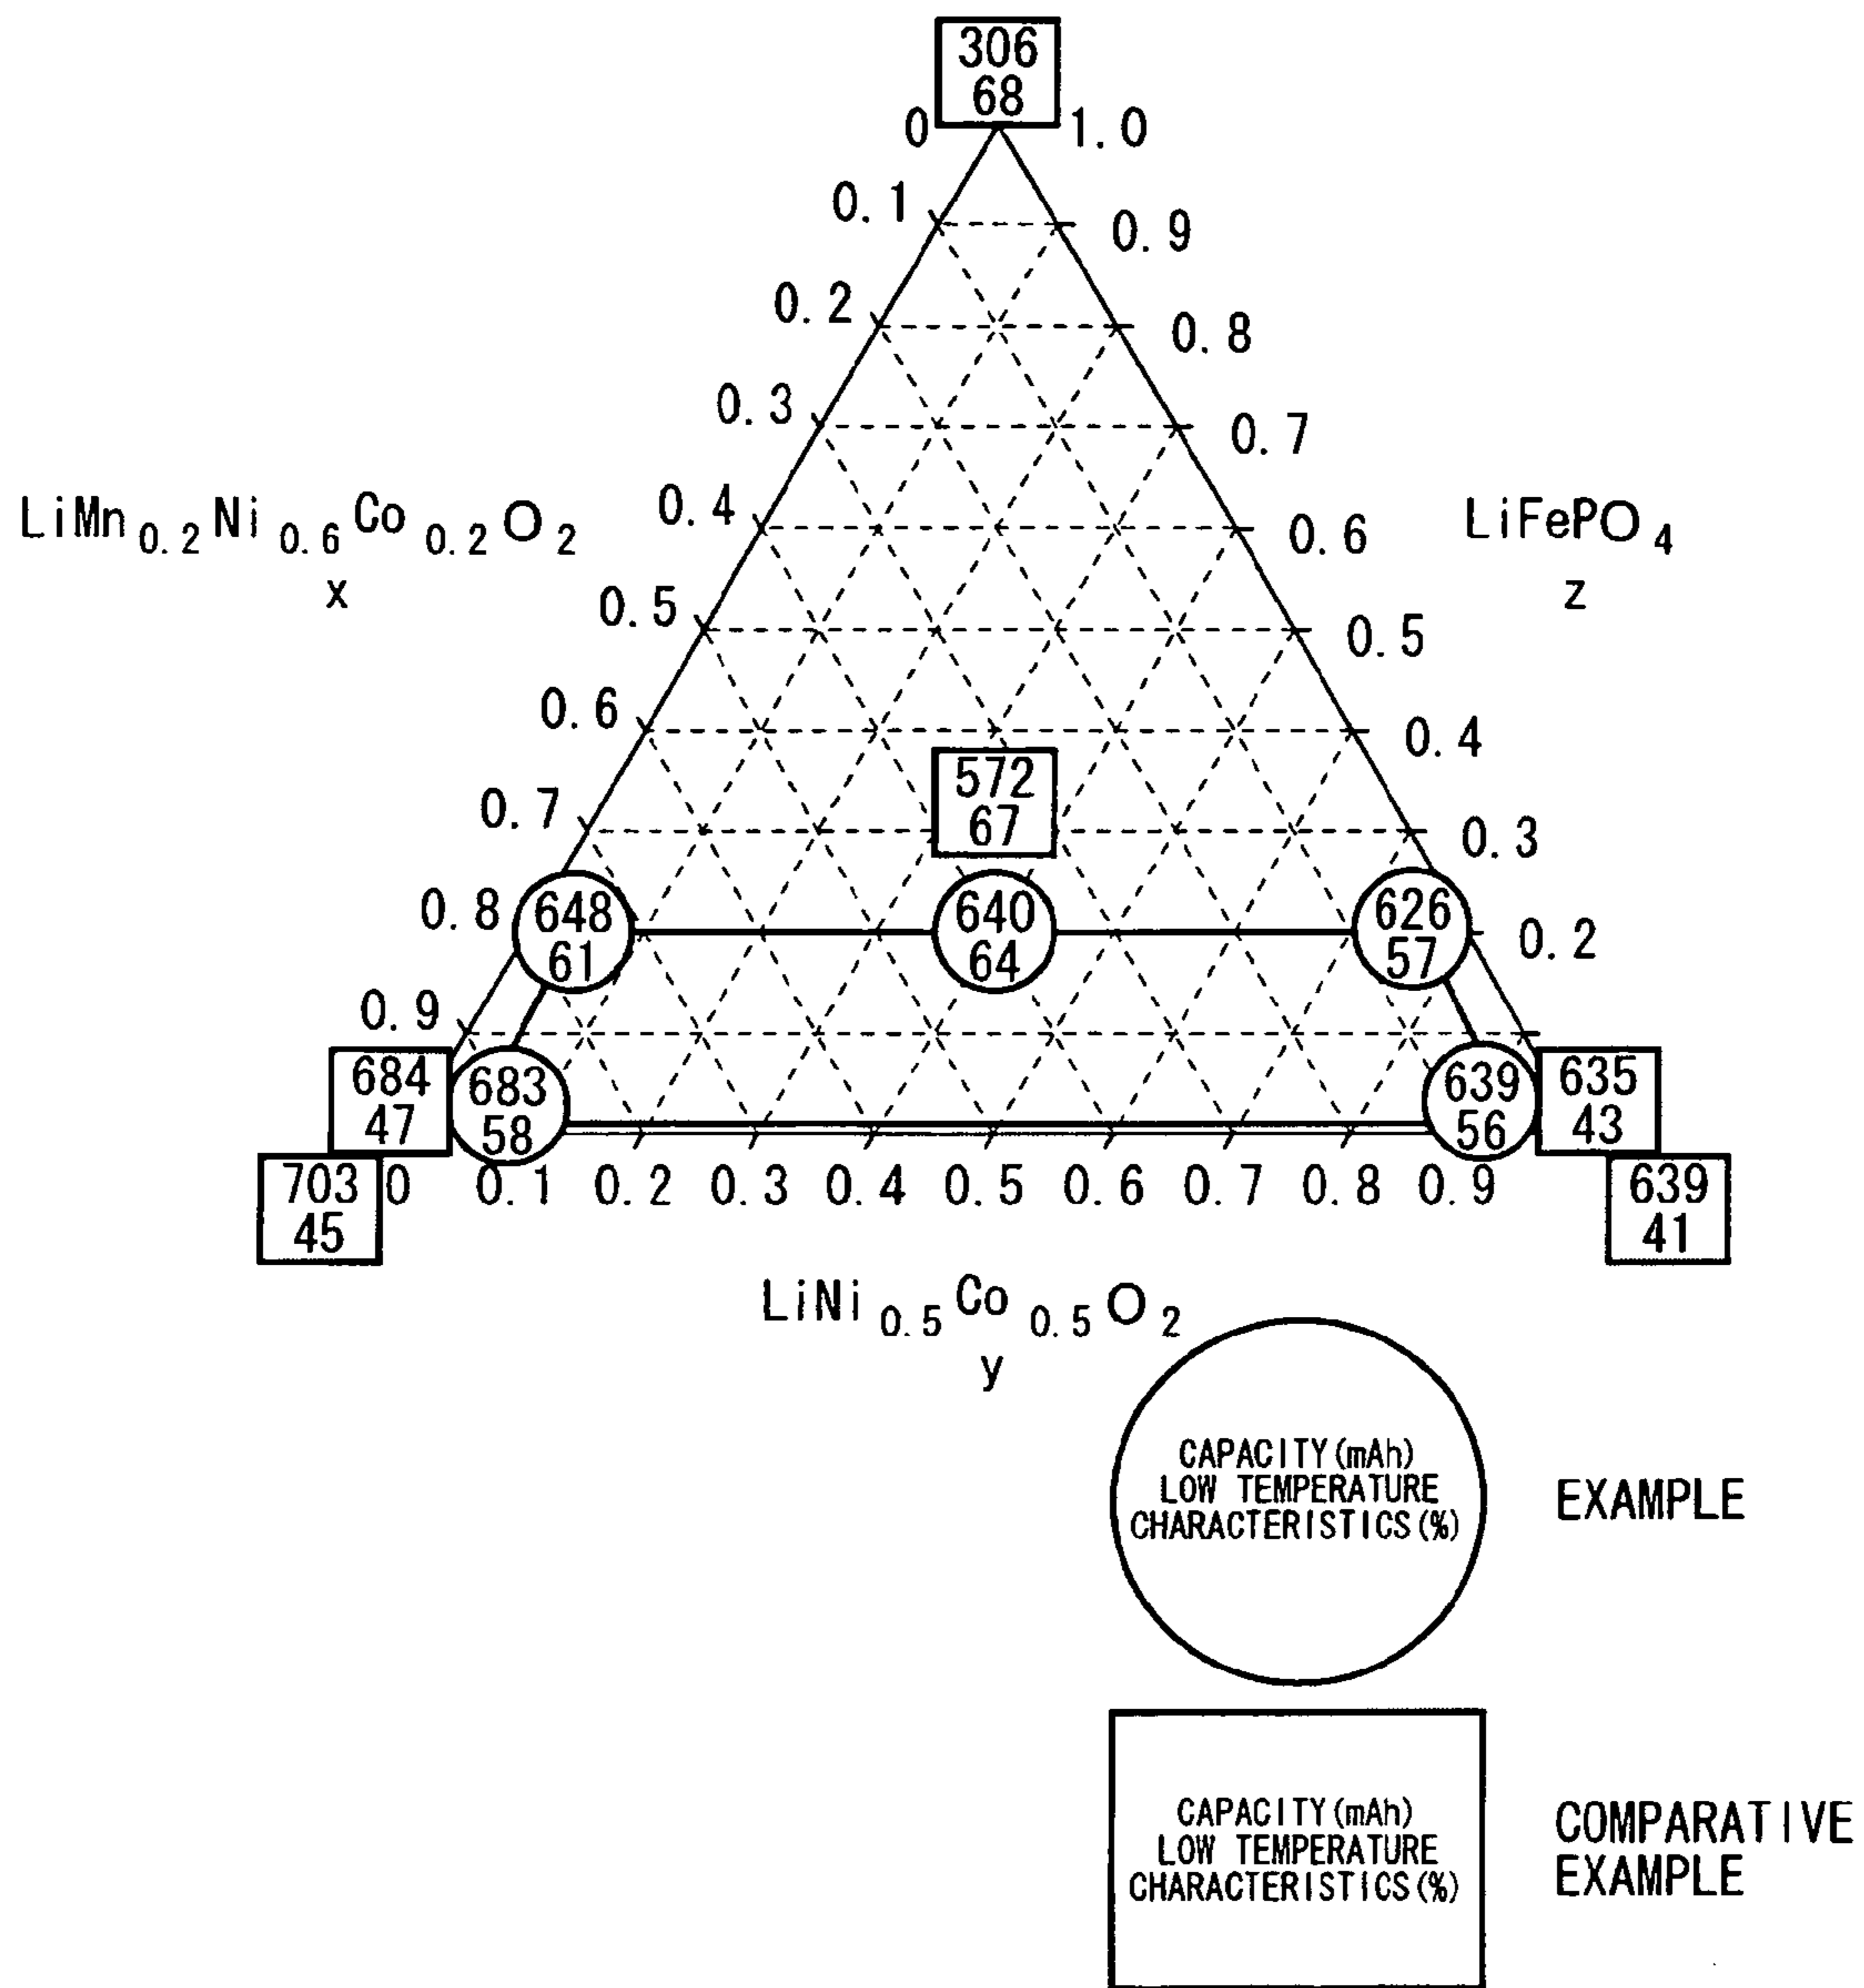 306
68
0 1.0
0.1 0.9
0.2 0.8
0.3 0.7
LiMn0.2Ni0.6Co0.2O2 0.4 0.6 LiFePO4
x z
0.5 0.5
0.6 0.4
572
67
0.7 0.3
0.8 648 640 626 0.2
61 64 57
0.9
684 683 639 635
47 58 56 43
703 0 0.1 0.2 0.3 0.4 0.5 0.6 0.7 0.8 0.9 639
45 41
LiNi0.5Co0.5O2
y
CAPACITY(mAh)
LOW TEMPERATURE
CHARACTERISTICS(%)
EXAMPLE
CAPACITY(mAh)
LOW TEMPERATURE
CHARACTERISTICS(%)
COMPARATIVE
EXAMPLE